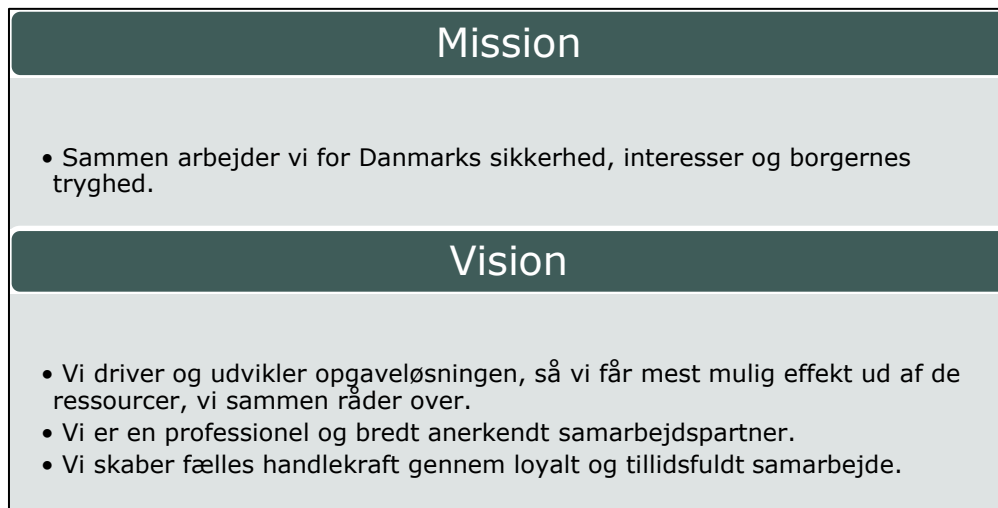 Mission
• Sammen arbejder vi for Danmarks sikkerhed, interesser og borgernes
tryghed.
Vision
• Vi driver og udvikler opgaveløsningen, så vi får mest mulig effekt ud af de
ressourcer, vi sammen råder over.
• Vi er en professionel og bredt anerkendt samarbejdspartner.
• Vi skaber fælles handlekraft gennem loyalt og tillidsfuldt samarbejde.